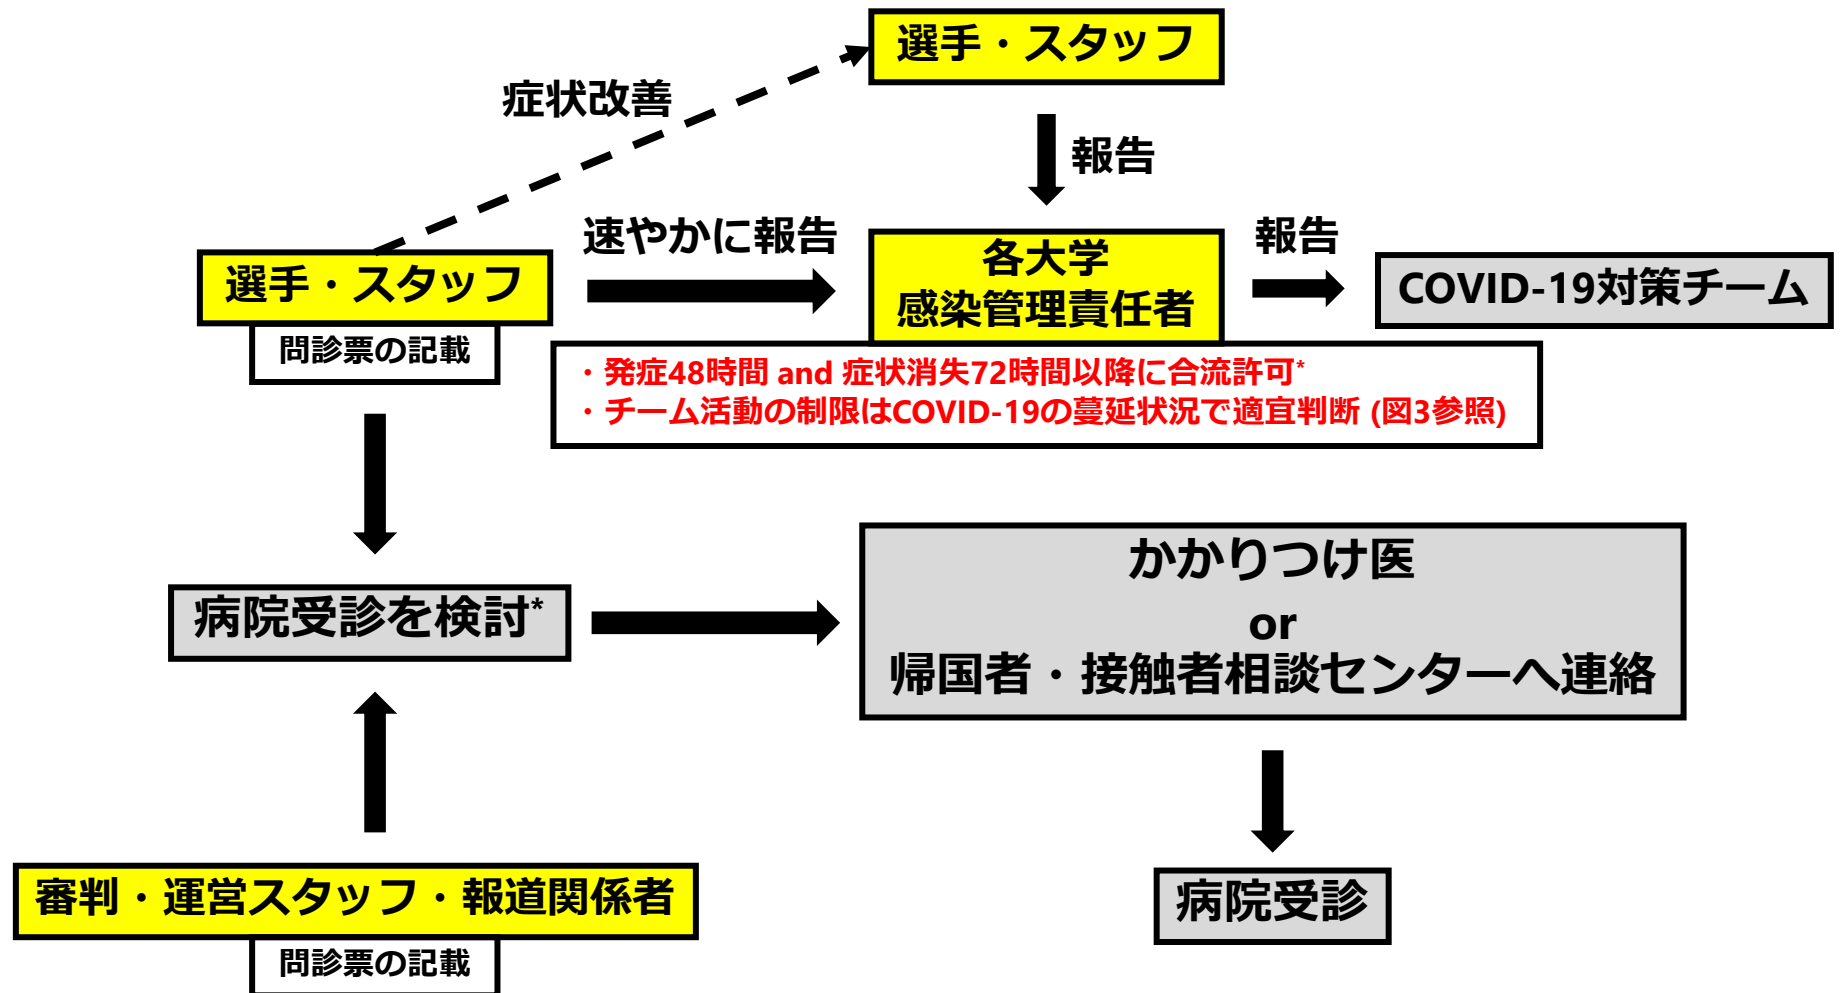 選手・スタッフ
症状改善
報告
速やかに報告
報告
選手・スタッフ
問診票の記載
各大学
感染管理責任者
COVID-19対策チーム
・発症48時間 and 症状消失72時間以降に合流許可*
・チーム活動の制限はCOVID-19の蔓延状況で適宜判断 (図3参照)
病院受診を検討*
かかりつけ医
or
帰国者・接触者相談センターへ連絡
審判・運営スタッフ・報道関係者
問診票の記載
病院受診